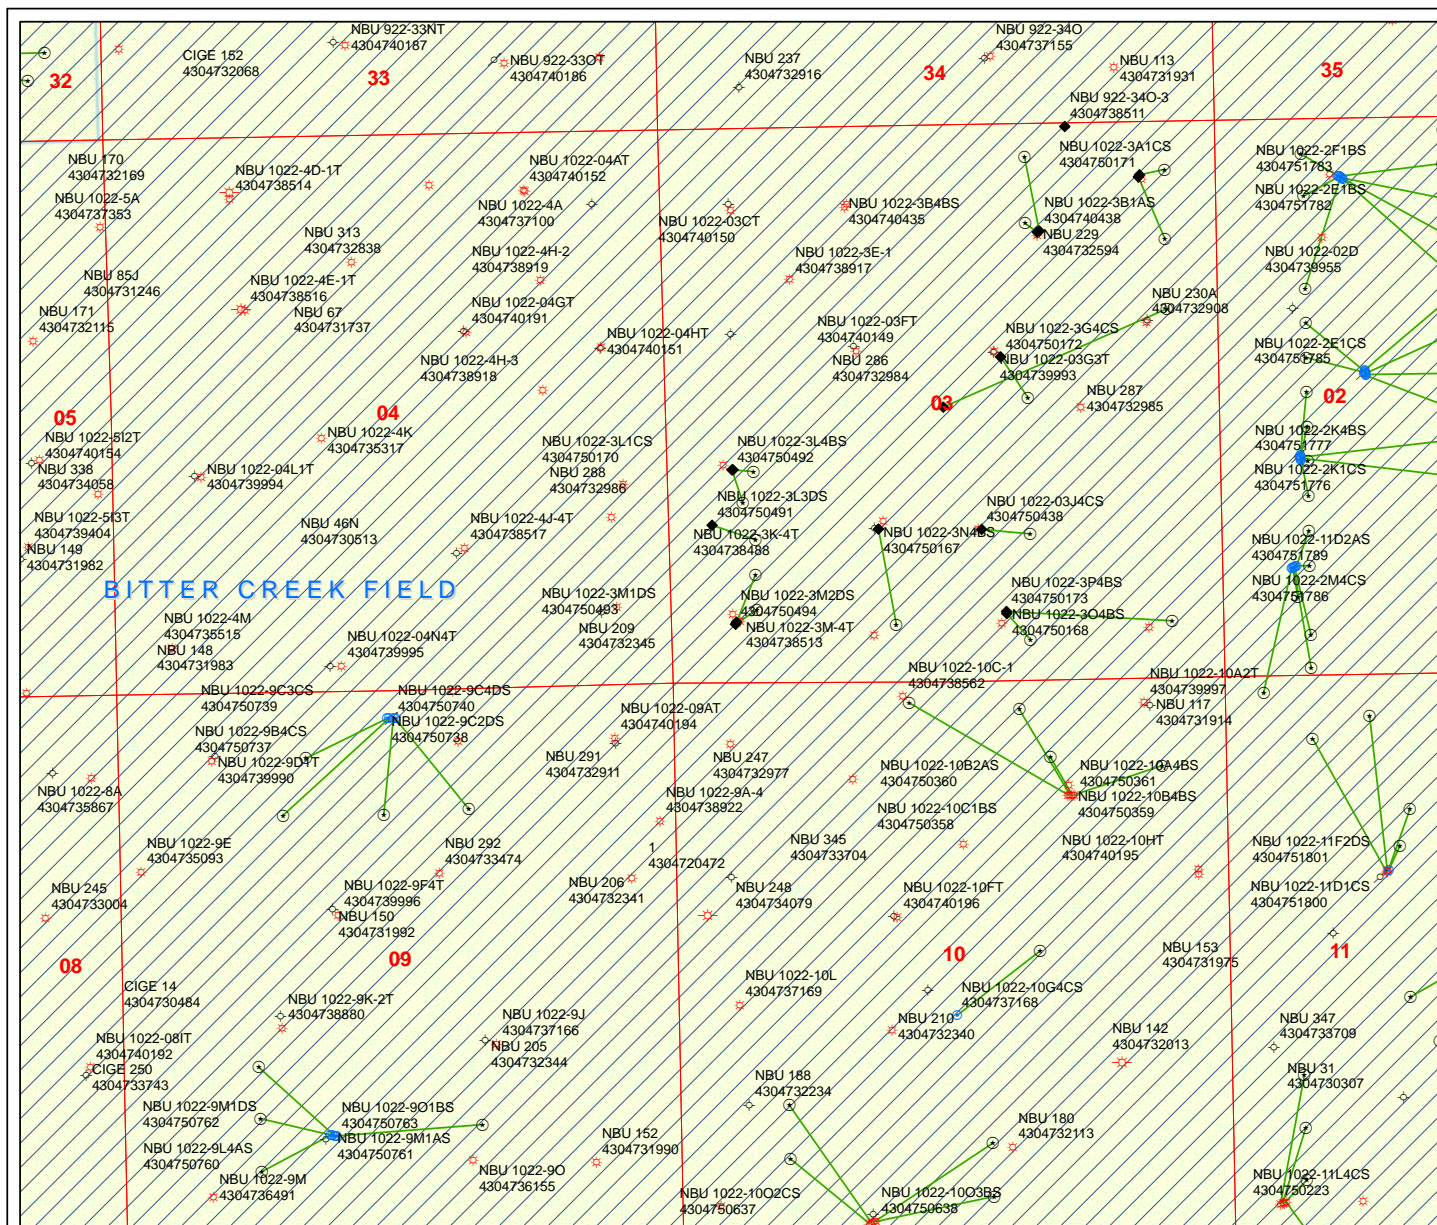 NBU 922-33NT
4304740187
CIGE 152
4304732068
32
33
NBU 922-33OT
4304740186
NBU 237
4304732916
34
NBU 922-34O
4304737155
NBU 113
4304731931
35
NBU 922-34O-3
4304738511
NBU 170
4304732169
NBU 1022-5A
4304737353
NBU 1022-4D-1T
4304738514
NBU 1022-04AT
4304740152
NBU 1022-4A
4304737100
NBU 1022-03CT
4304740150
NBU 1022-3B4BS
4304740435
NBU 1022-3A1CS
4304750171
NBU 1022-3B1AS
4304740438
NBU 229
4304732594
NBU 1022-2F1BS
4304751783
NBU 1022-2E1BS
4304751782
NBU 1022-02D
4304739955
NBU 313
4304732838
NBU 85J
4304731246
NBU 1022-4E-1T
4304738516
NBU 67
4304731737
NBU 171
4304732115
NBU 1022-4H-2
4304738919
NBU 1022-3E-1
4304738917
NBU 230A
4304732908
NBU 1022-04GT
4304740191
NBU 1022-04HT
4304740151
NBU 1022-4H-3
4304738918
NBU 1022-03FT
4304740149
NBU 286
4304732984
NBU 1022-3G4CS
4304750172
NBU 1022-03G3T
4304739993
NBU 287
4304732985
NBU 1022-2E1CS
4304751785
05
04
03
02
NBU 1022-5I2T
4304740154
NBU 338
4304734058
NBU 1022-4K
4304735317
NBU 1022-04L1T
4304739994
NBU 1022-3L1CS
4304750170
NBU 288
4304732986
NBU 1022-3L4BS
4304750492
NBU 1022-2K4BS
4304751777
NBU 1022-2K1CS
4304751776
NBU 1022-5I3T
4304739404
NBU 149
4304731982
NBU 46N
4304730513
NBU 1022-4J-4T
4304738517
NBU 1022-3L3DS
4304750491
NBU 1022-3K-4T
4304738488
NBU 1022-3N4BS
4304750167
NBU 1022-03J4CS
4304750438
NBU 1022-11D2AS
4304751789
NBU 1022-2M4CS
4304751786
BITTER CREEK FIELD
NBU 1022-4M
4304735515
NBU 148
4304731983
NBU 1022-04N4T
4304739995
NBU 1022-3M1DS
4304750493
NBU 209
4304732345
NBU 1022-3M2DS
4304750494
NBU 1022-3M-4T
4304738513
NBU 1022-3P4BS
4304750173
NBU 1022-3O4BS
4304750168
NBU 1022-10C-1
4304738562
NBU 1022-10A2T
4304739997
NBU 117
4304731914
NBU 1022-9C3CS
4304750739
NBU 1022-9C4DS
4304750740
NBU 1022-9C2DS
4304750738
NBU 1022-9B4CS
4304750737
NBU 1022-9D1T
4304739990
NBU 1022-09AT
4304740194
NBU 291
4304732911
NBU 247
4304732977
NBU 1022-8A
4304735867
NBU 1022-9A-4
4304738922
NBU 1022-10B2AS
4304750360
NBU 1022-10A4BS
4304750361
NBU 1022-10B4BS
4304750359
NBU 1022-10C1BS
4304750358
NBU 1022-9E
4304735093
NBU 292
4304733474
1
4304720472
NBU 345
4304733704
NBU 1022-10HT
4304740195
NBU 1022-11F2DS
4304751801
NBU 1022-11D1CS
4304751800
NBU 245
4304733004
NBU 1022-9F4T
4304739996
NBU 150
4304731992
NBU 206
4304732341
NBU 248
4304734079
NBU 1022-10FT
4304740196
08
09
10
NBU 153
4304731975
11
CIGE 14
4304730484
NBU 1022-9K-2T
4304738880
NBU 1022-9J
4304737166
NBU 205
4304732344
NBU 1022-10L
4304737169
NBU 1022-10G4CS
4304737168
NBU 210
4304732340
NBU 142
4304732013
NBU 347
4304733709
NBU 1022-08IT
4304740192
CIGE 250
4304733743
NBU 31
4304730307
NBU 188
4304732234
NBU 1022-9M1DS
4304750762
NBU 1022-9O1BS
4304750763
NBU 1022-9M1AS
4304750761
NBU 1022-9L4AS
4304750760
NBU 1022-9M
4304736491
NBU 152
4304731990
NBU 1022-9O
4304736155
NBU 180
4304732113
NBU 1022-10O2CS
4304750637
NBU 1022-10O3BS
4304750638
NBU 1022-11L4CS
4304750223